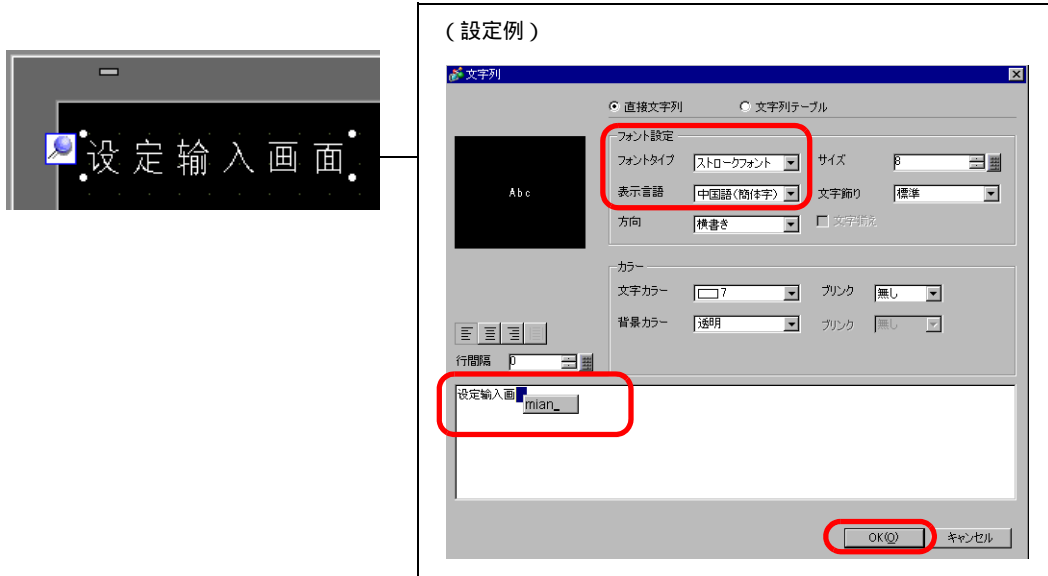 设定输入画面
(設定例)
文字列
直接文字列 文字列テーブル
フォント設定
フォントタイプ ストロークフォント サイズ 8
表示言語 中国語(簡体字) 文字飾り 標準
方向 横書き 文字揃え
Abc
カラー
文字カラー 7 ブリンク 無し
背景カラー 透明 ブリンク 無し
行間隔 0
设定输入画 mian_
OK(O) キャンセル